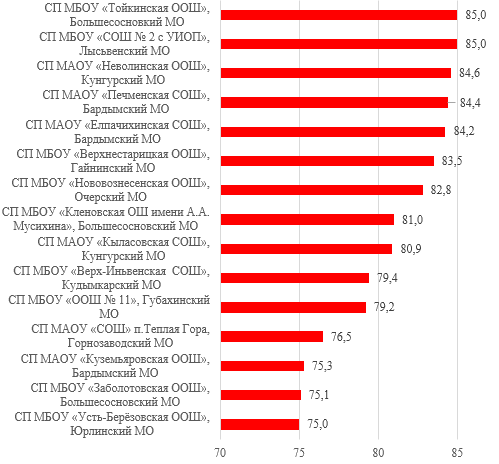 СП МБОУ «Тойкинская ООШ»,
Большесосновкий МО
85,0
СП МБОУ «СОШ № 2 с УИОП»,
Лысьвенский МО
85,0
СП МАОУ «Неволинская ООШ»,
Кунгурский МО
84,6
СП МАОУ «Печменская СОШ»,
Бардымский МО
84,4
СП МАОУ «Елпачихинская СОШ»,
Бардымский МО
84,2
СП МБОУ «Верхнестарицкая ООШ»,
Гайнинский МО
83,5
СП МБОУ «Нововознесенская ООШ»,
Очерский МО
82,8
СП МБОУ «Кленовская ОШ имени А.А.
Мусихина», Большесосновский МО
81,0
СП МАОУ «Кыласовская СОШ»,
Кунгурский МО
80,9
СП МБОУ «Верх-Иньвенская СОШ»,
Кудымкарский МО
79,4
СП МБОУ «ООШ № 11», Губахинский
МО
79,2
СП МАОУ «СОШ» п.Теплая Гора,
Горнозаводский МО
76,5
СП МАОУ «Куземьяровская ООШ»,
Бардымский МО
75,3
СП МБОУ «Заболотовская ООШ»,
Большесосновский МО
75,1
СП МБОУ «Усть-Берёзовская ООШ»,
Юрлинский МО
75,0
70 75 80 85